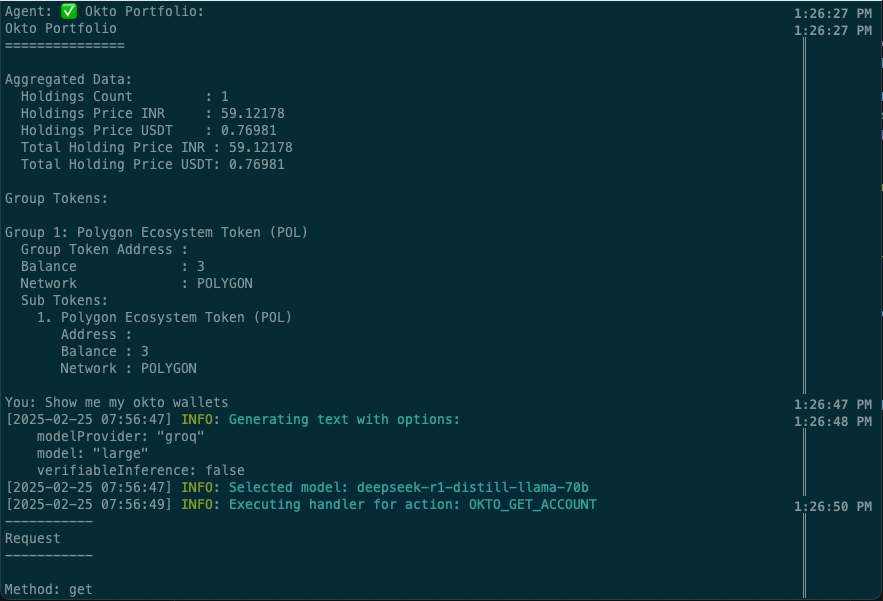 Agent: ✅ Okto Portfolio: 1:26:27 PM
Okto Portfolio 1:26:27 PM
===============
Aggregated Data:
Holdings Count : 1
Holdings Price INR : 59.12178
Holdings Price USDT : 0.76981
Total Holding Price INR : 59.12178
Total Holding Price USDT: 0.76981
Group Tokens:
Group 1: Polygon Ecosystem Token (POL)
Group Token Address :
Balance : 3
Network : POLYGON
Sub Tokens:
1. Polygon Ecosystem Token (POL)
Address :
Balance : 3
Network : POLYGON
You: Show me my okto wallets 1:26:47 PM
[2025-02-25 07:56:47] INFO: Generating text with options: 1:26:48 PM
modelProvider: "groq"
model: "large"
verifiableInference: false
[2025-02-25 07:56:47] INFO: Selected model: deepseek-r1-distill-llama-70b
[2025-02-25 07:56:49] INFO: Executing handler for action: OKTO_GET_ACCOUNT 1:26:50 PM
-----------
Request
-----------
Method: get